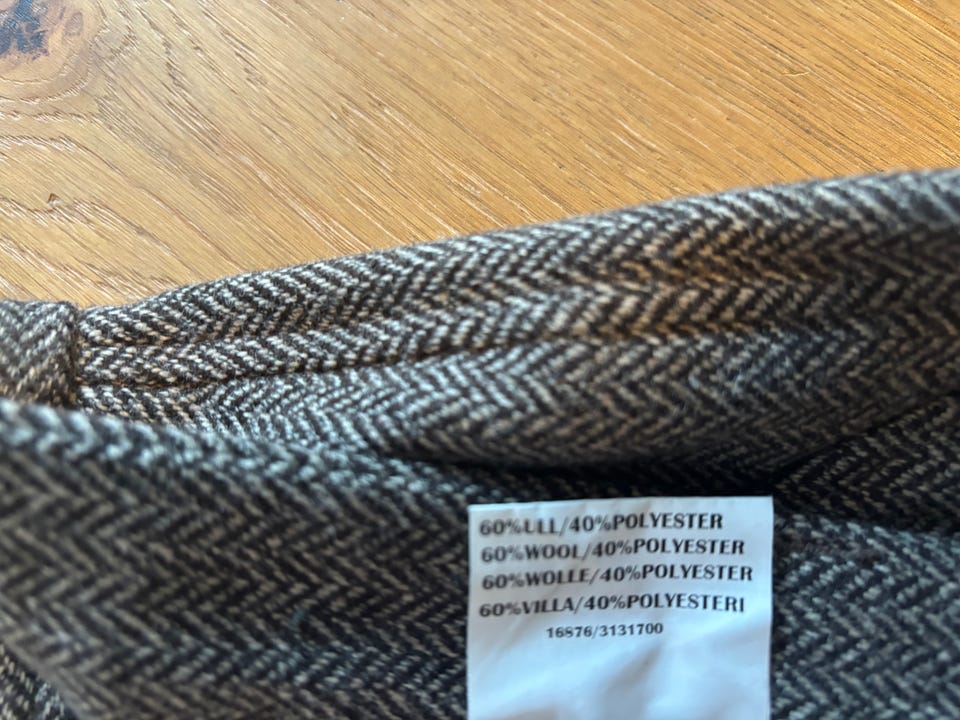 60%ULL/40%POLYESTER
60%WOOL/40%POLYESTER
60%WOLLE/40%POLYESTER
60%VILLA/40%POLYESTERI
16876/3131700